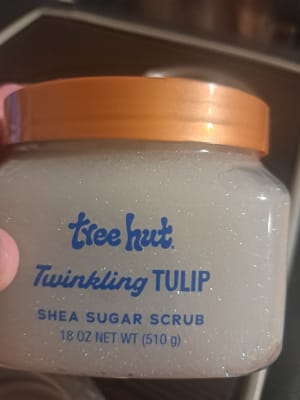 tree hut
Twinkling TULIP
SHEA SUGAR SCRUB
18 OZ NET WT (510 g)